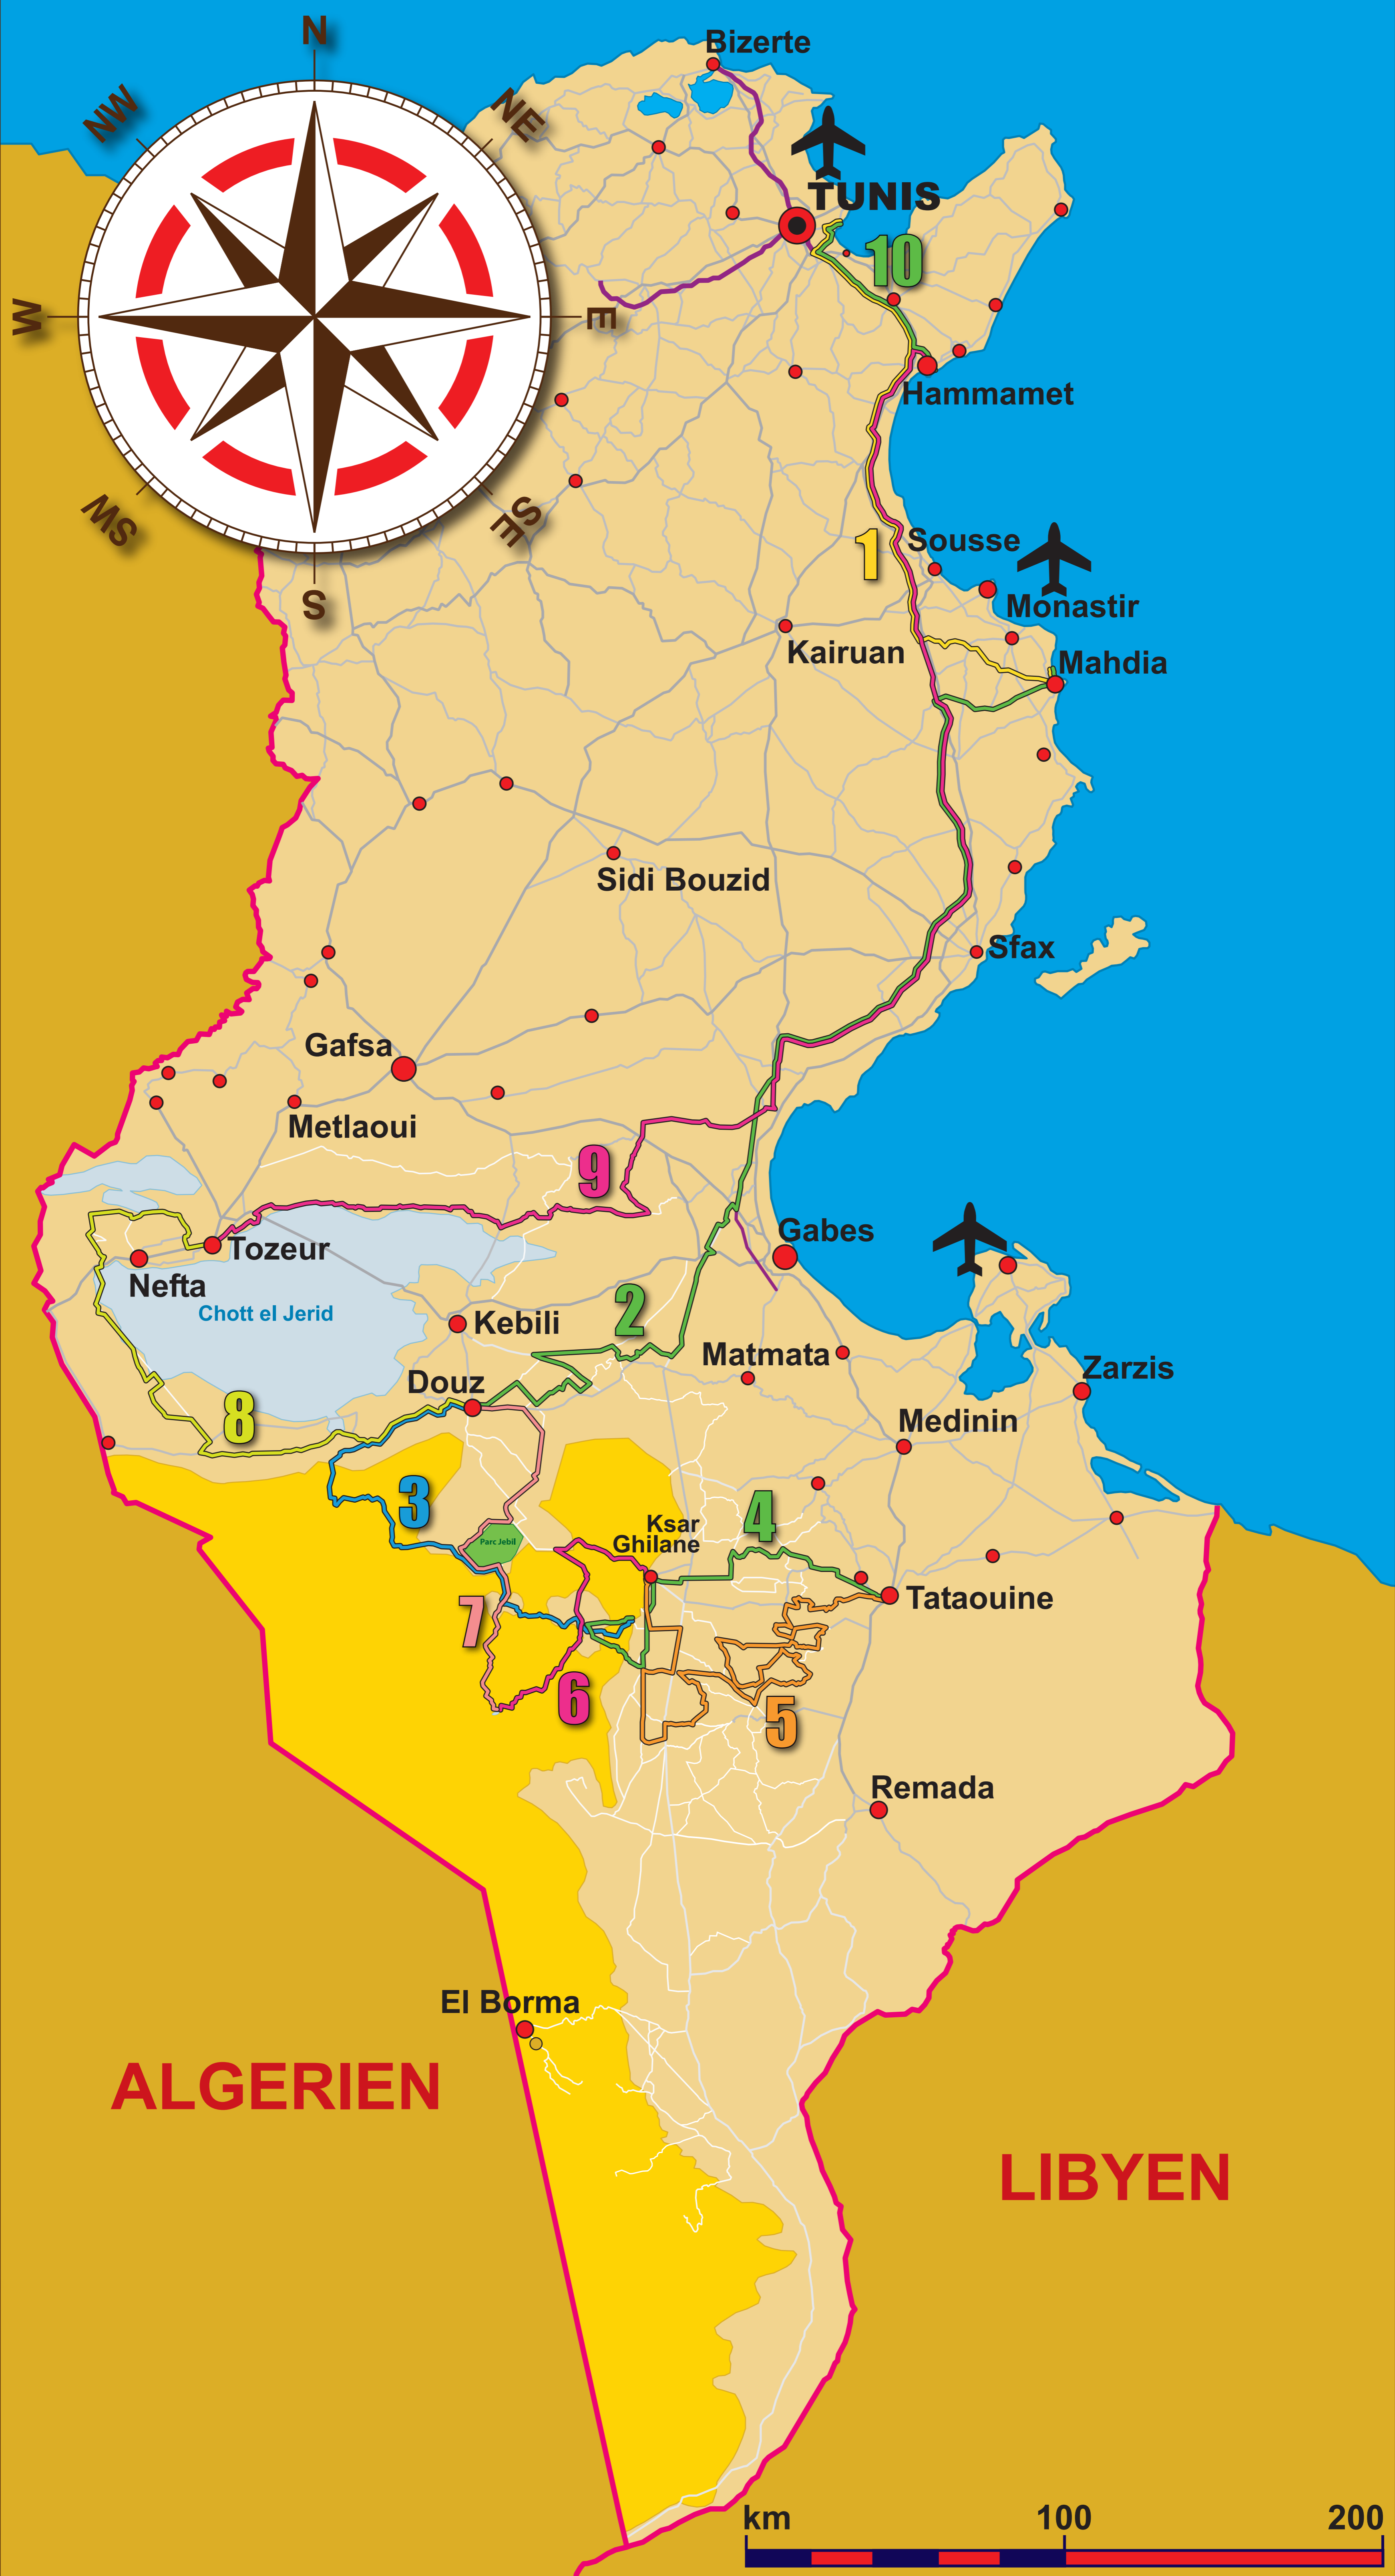 N
NW
NE
W
E
SW
SE
S
Bizerte
TUNIS
10
Hammamet
1
Sousse
Monastir
Kairuan
Mahdia
Sidi Bouzid
Sfax
Gafsa
Metlaoui
9
Tozeur
Nefta
Chott el Jerid
Gabes
Kebili
2
Matmata
Douz
Zarzis
8
Medinin
3
Ksar
Ghilane
4
Parc Jebil
Tataouine
7
6
5
Remada
El Borma
ALGERIEN
LIBYEN
km 100 200